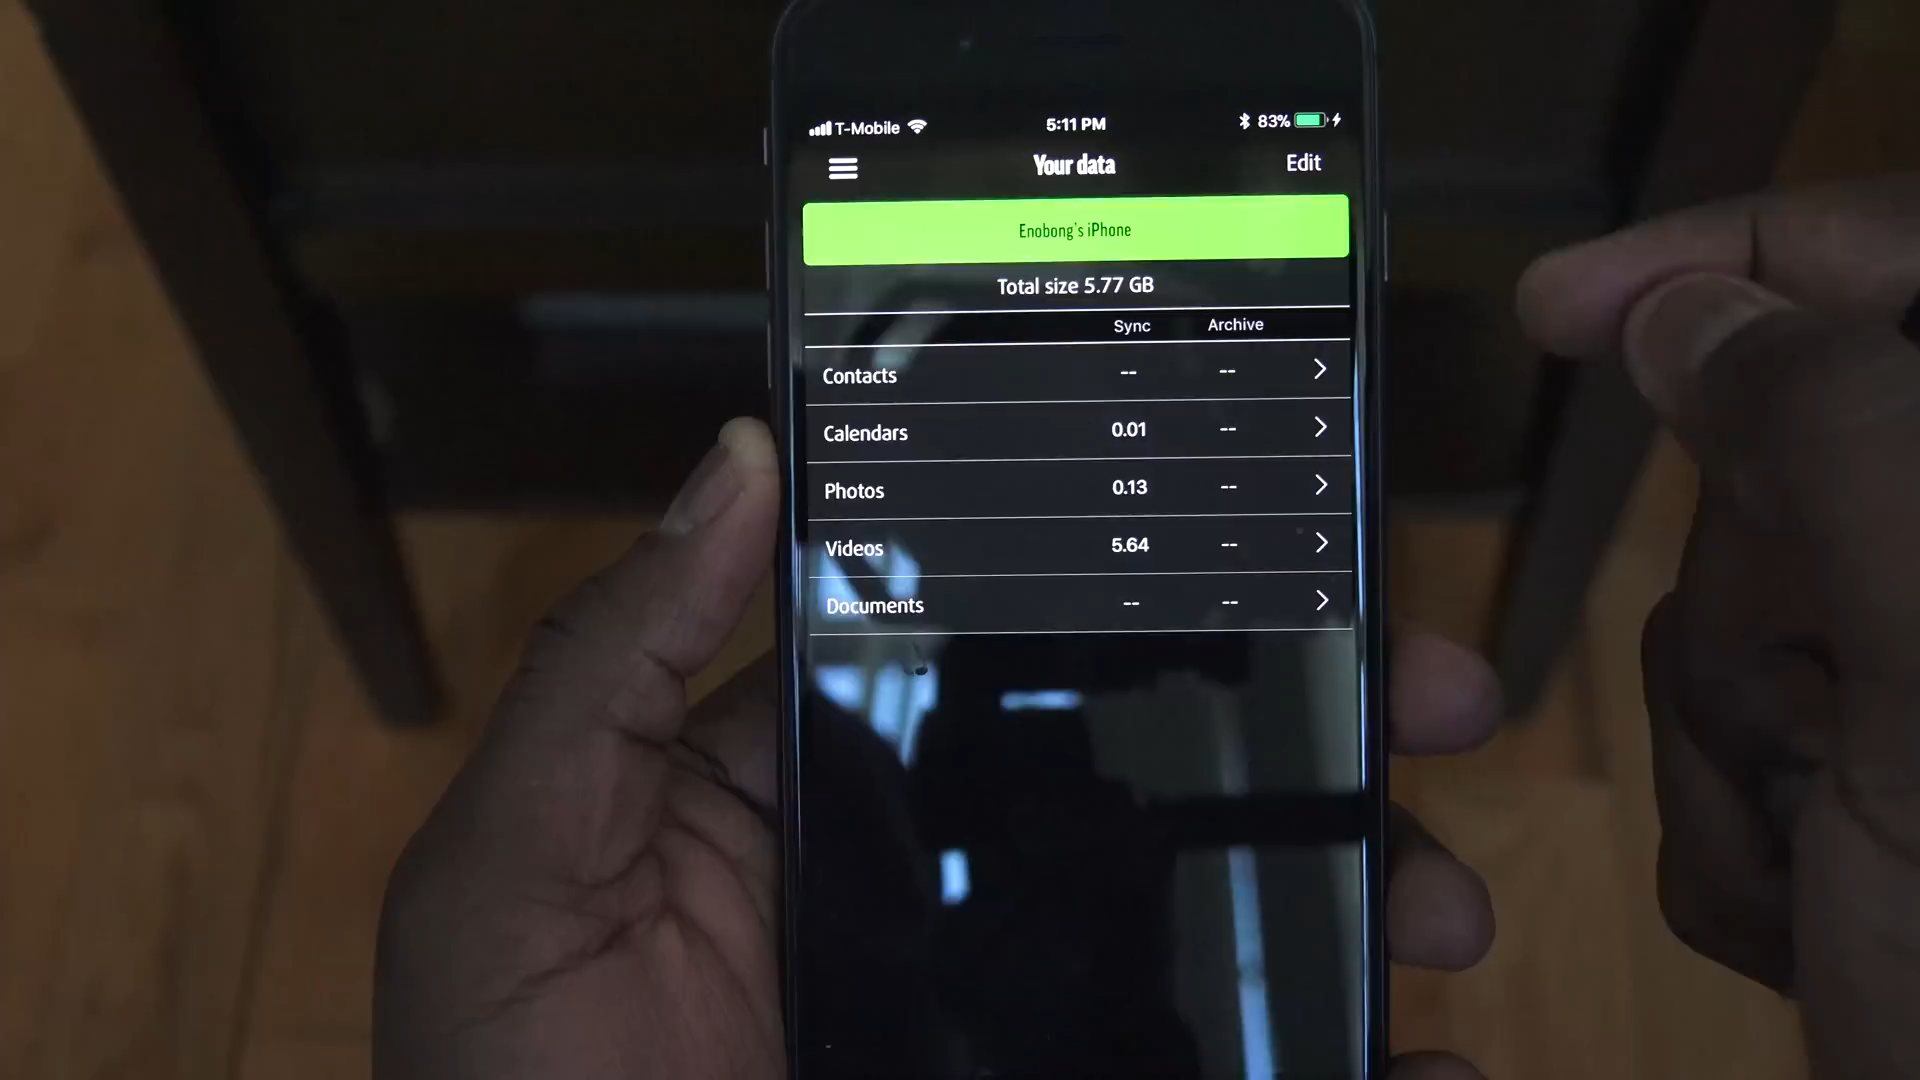 T-Mobile 5:11 PM 83%
Your data Edit
Enobong's iPhone
Total size 5.77 GB
Sync Archive
Contacts -- --
Calendars 0.01 --
Photos 0.13 --
Videos 5.64 --
Documents -- --